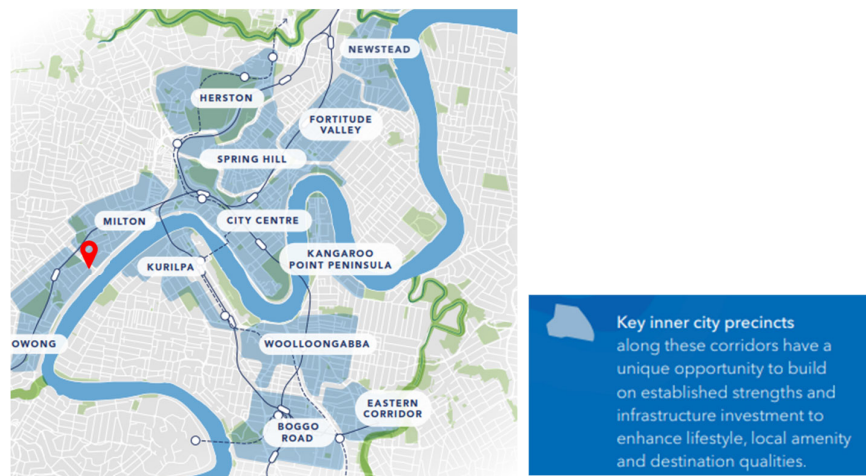 NEWSTEAD
HERSTON
FORTITUDE
VALLEY
SPRING HILL
MILTON
CITY CENTRE
KURILPA
KANGAROO
POINT PENINSULA
OWONG
WOOLLOONGABBA
EASTERN
CORRIDOR
BOGGO
ROAD
Key inner city precincts
along these corridors have a
unique opportunity to build
on established strengths and
infrastructure investment to
enhance lifestyle, local amenity
and destination qualities.